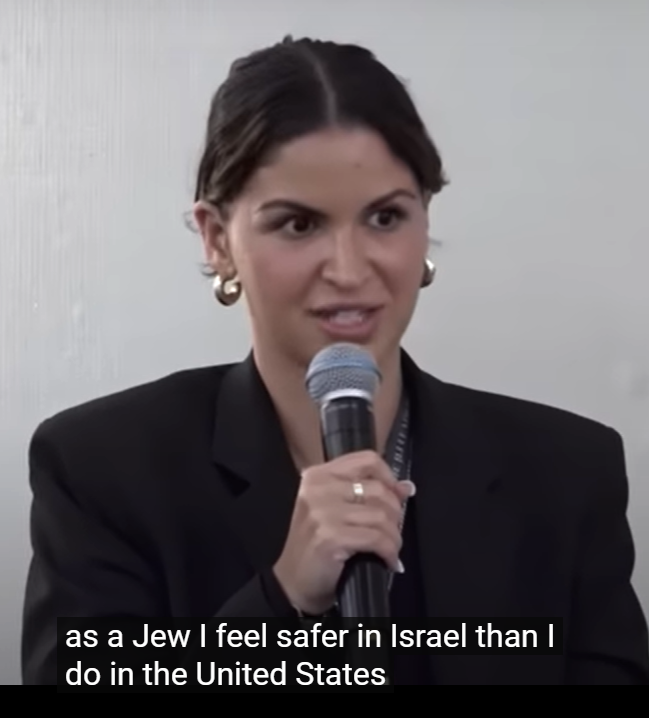 as a Jew I feel safer in Israel than I
do in the United States